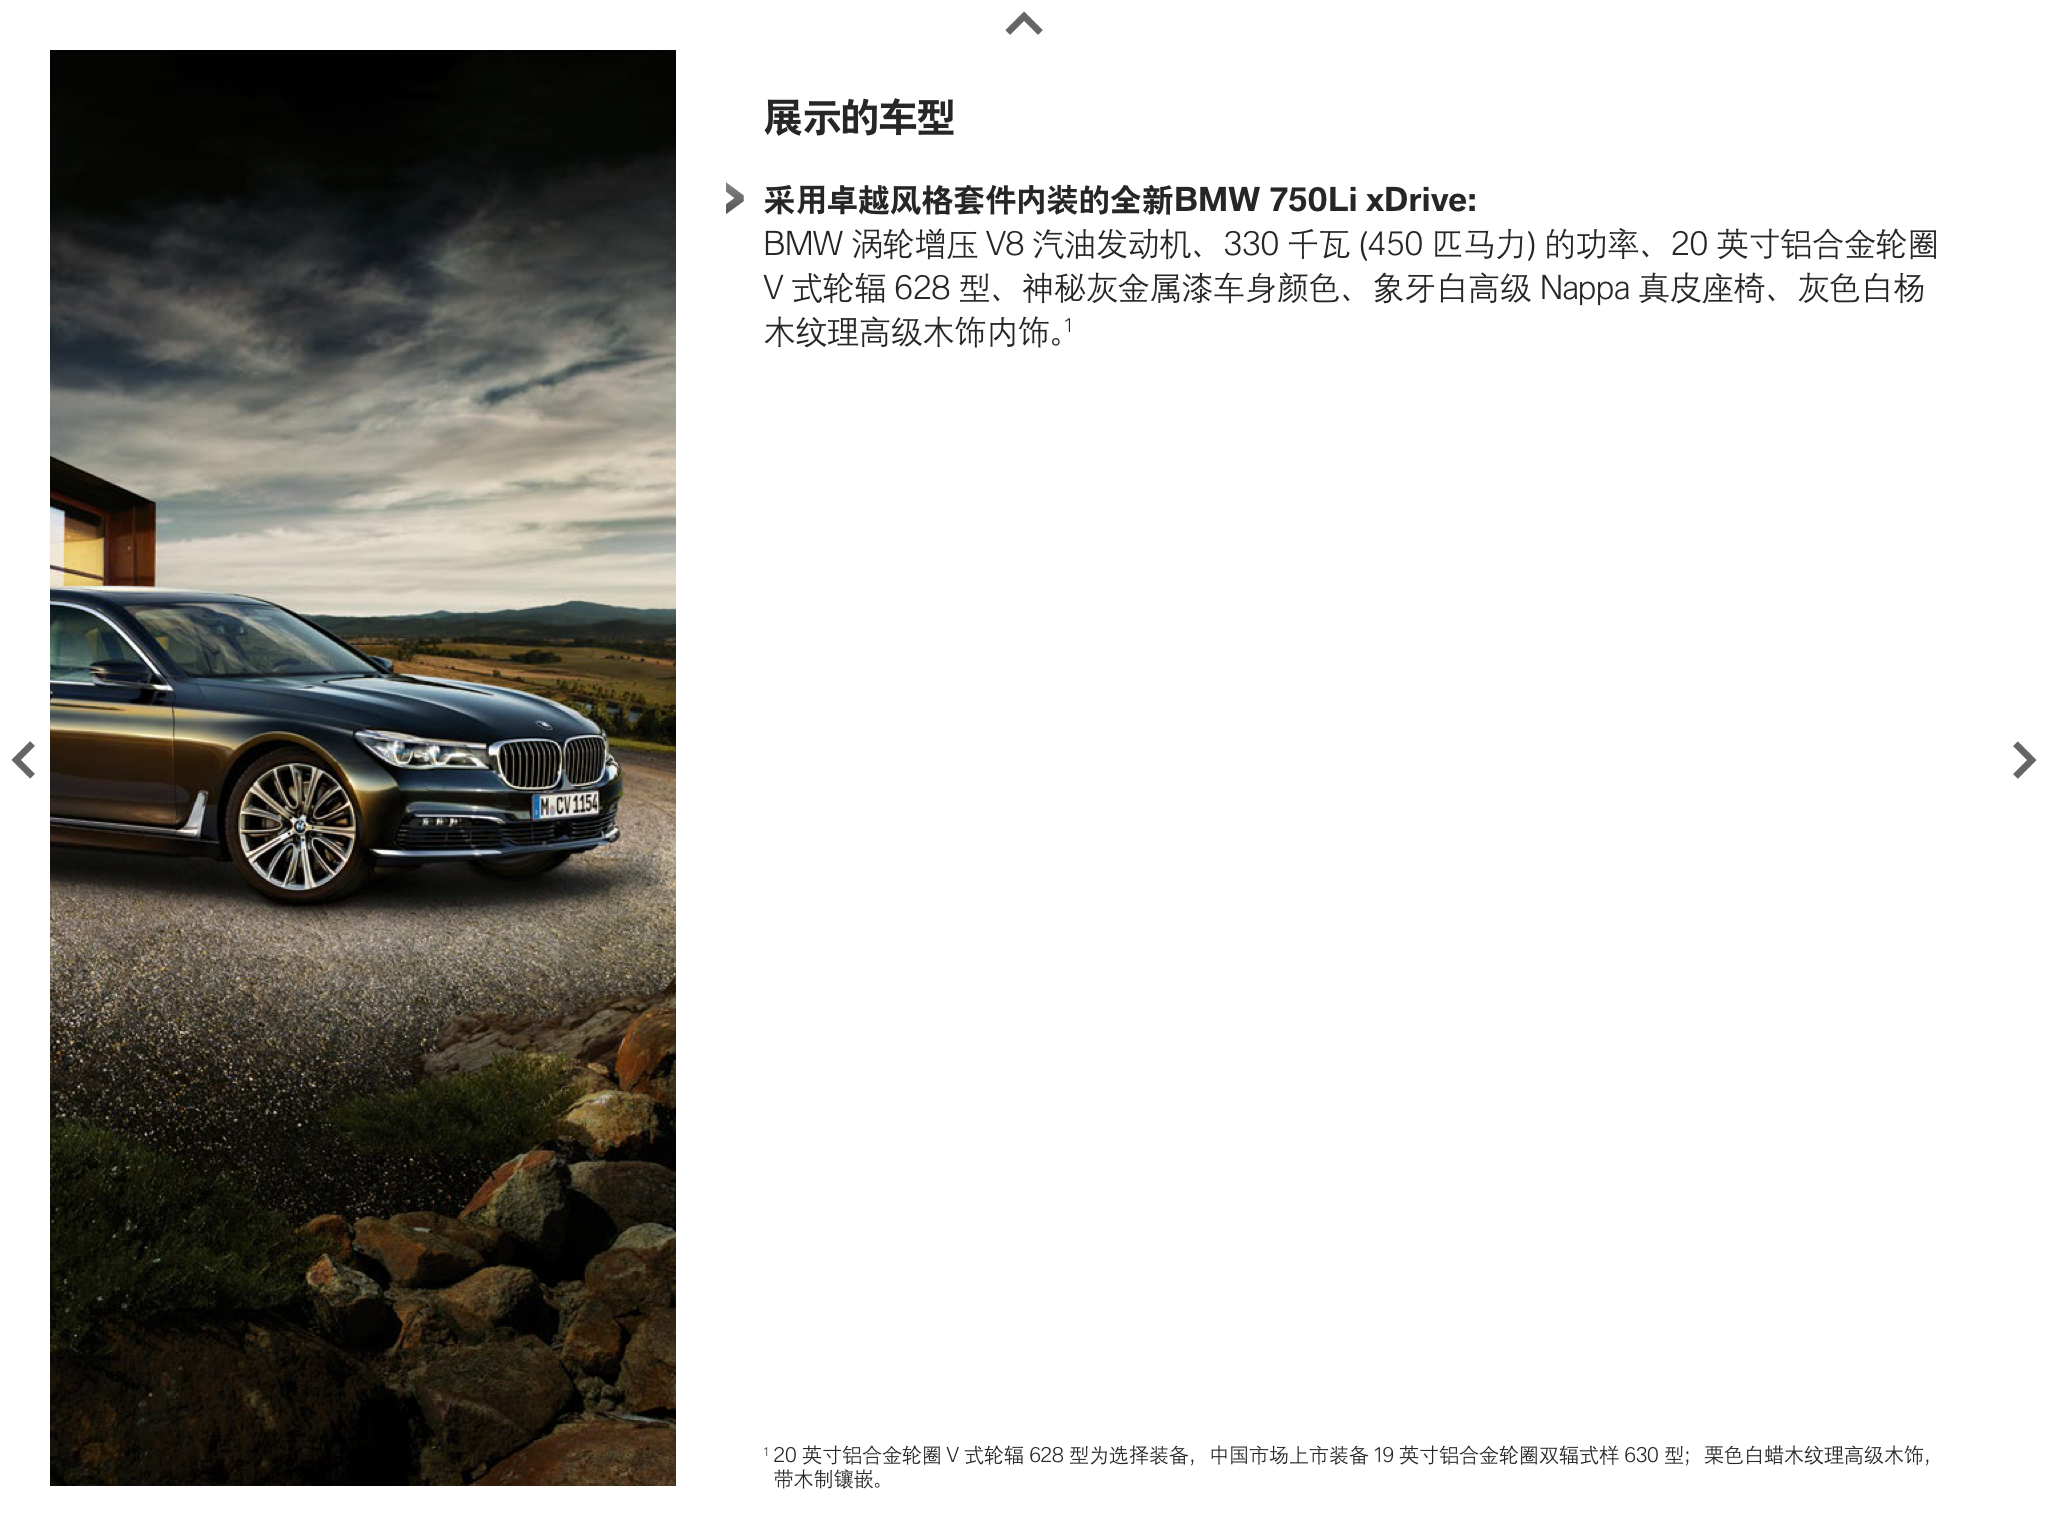 展示的车型
采用卓越风格套件内装的全新BMW 750Li xDrive:
BMW 涡轮增压 V8 汽油发动机、330 千瓦 (450 匹马力) 的功率、20 英寸铝合金轮圈
V 式轮辐 628 型、神秘灰金属漆车身颜色、象牙白高级 Nappa 真皮座椅、灰色白杨
木纹理高级木饰内饰。¹
M CV 1154
¹ 20 英寸铝合金轮圈 V 式轮辐 628 型为选择装备，中国市场上市装备 19 英寸铝合金轮圈双辐式样 630 型；栗色白蜡木纹理高级木饰，
带木制镶嵌。